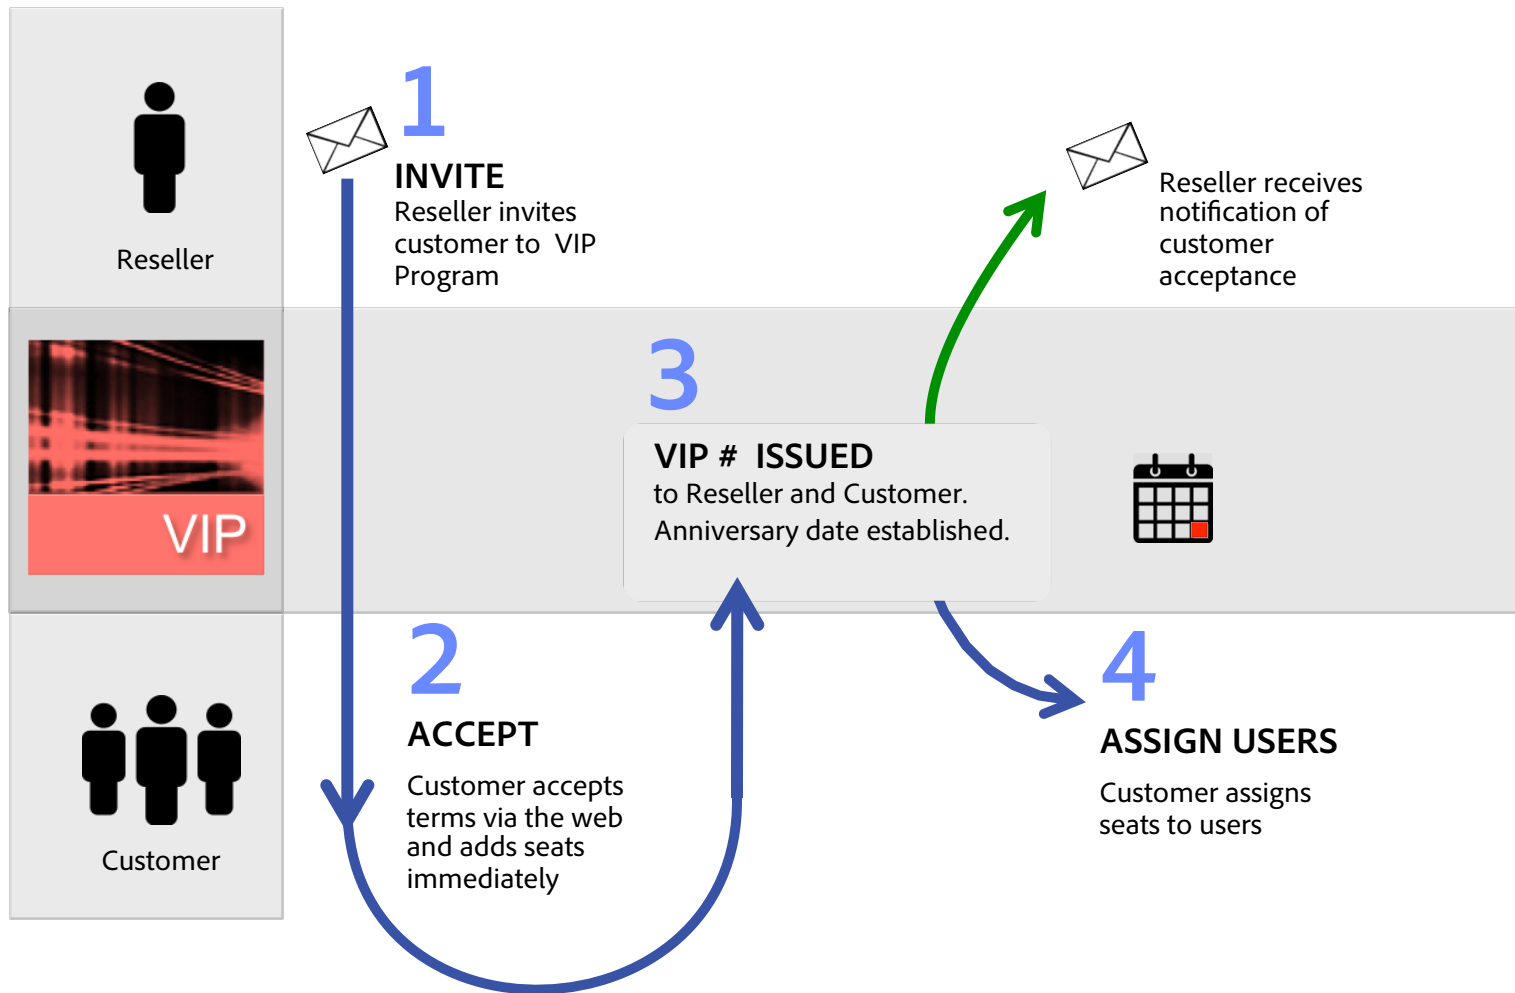 Reseller
1
INVITE
Reseller invites
customer to VIP
Program
Reseller receives
notification of
customer
acceptance
VIP
3
VIP # ISSUED
to Reseller and Customer.
Anniversary date established.
Customer
2
ACCEPT
Customer accepts
terms via the web
and adds seats
immediately
4
ASSIGN USERS
Customer assigns
seats to users